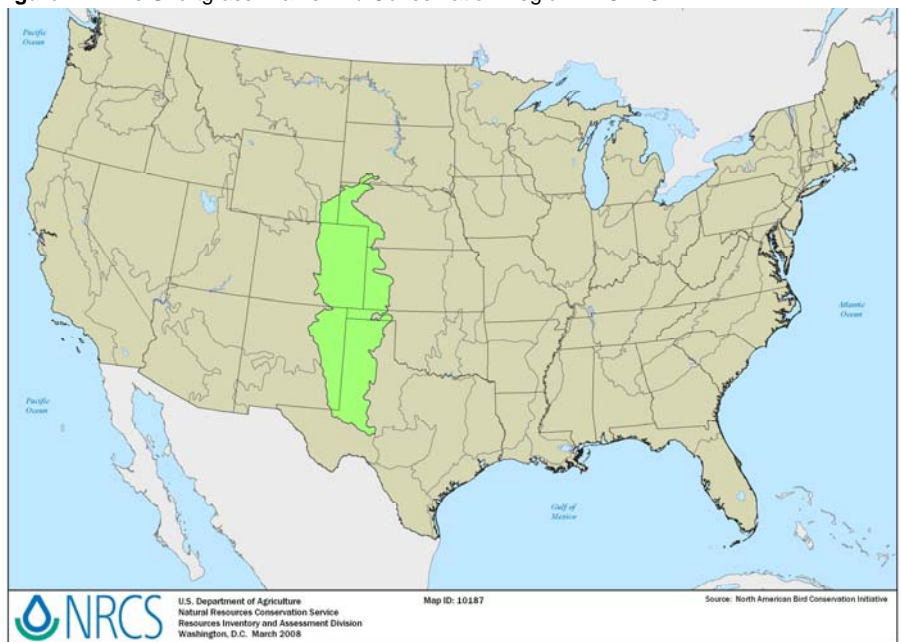 Pacific
Ocean
Atlantic
Ocean
Pacific
Ocean
Gulf of
Mexico
NRCS
U.S. Department of Agriculture
Natural Resources Conservation Service
Resources Inventory and Assessment Division
Washington, D.C. March 2008
Map ID: 10187
Source: North American Bird Conservation Initiative